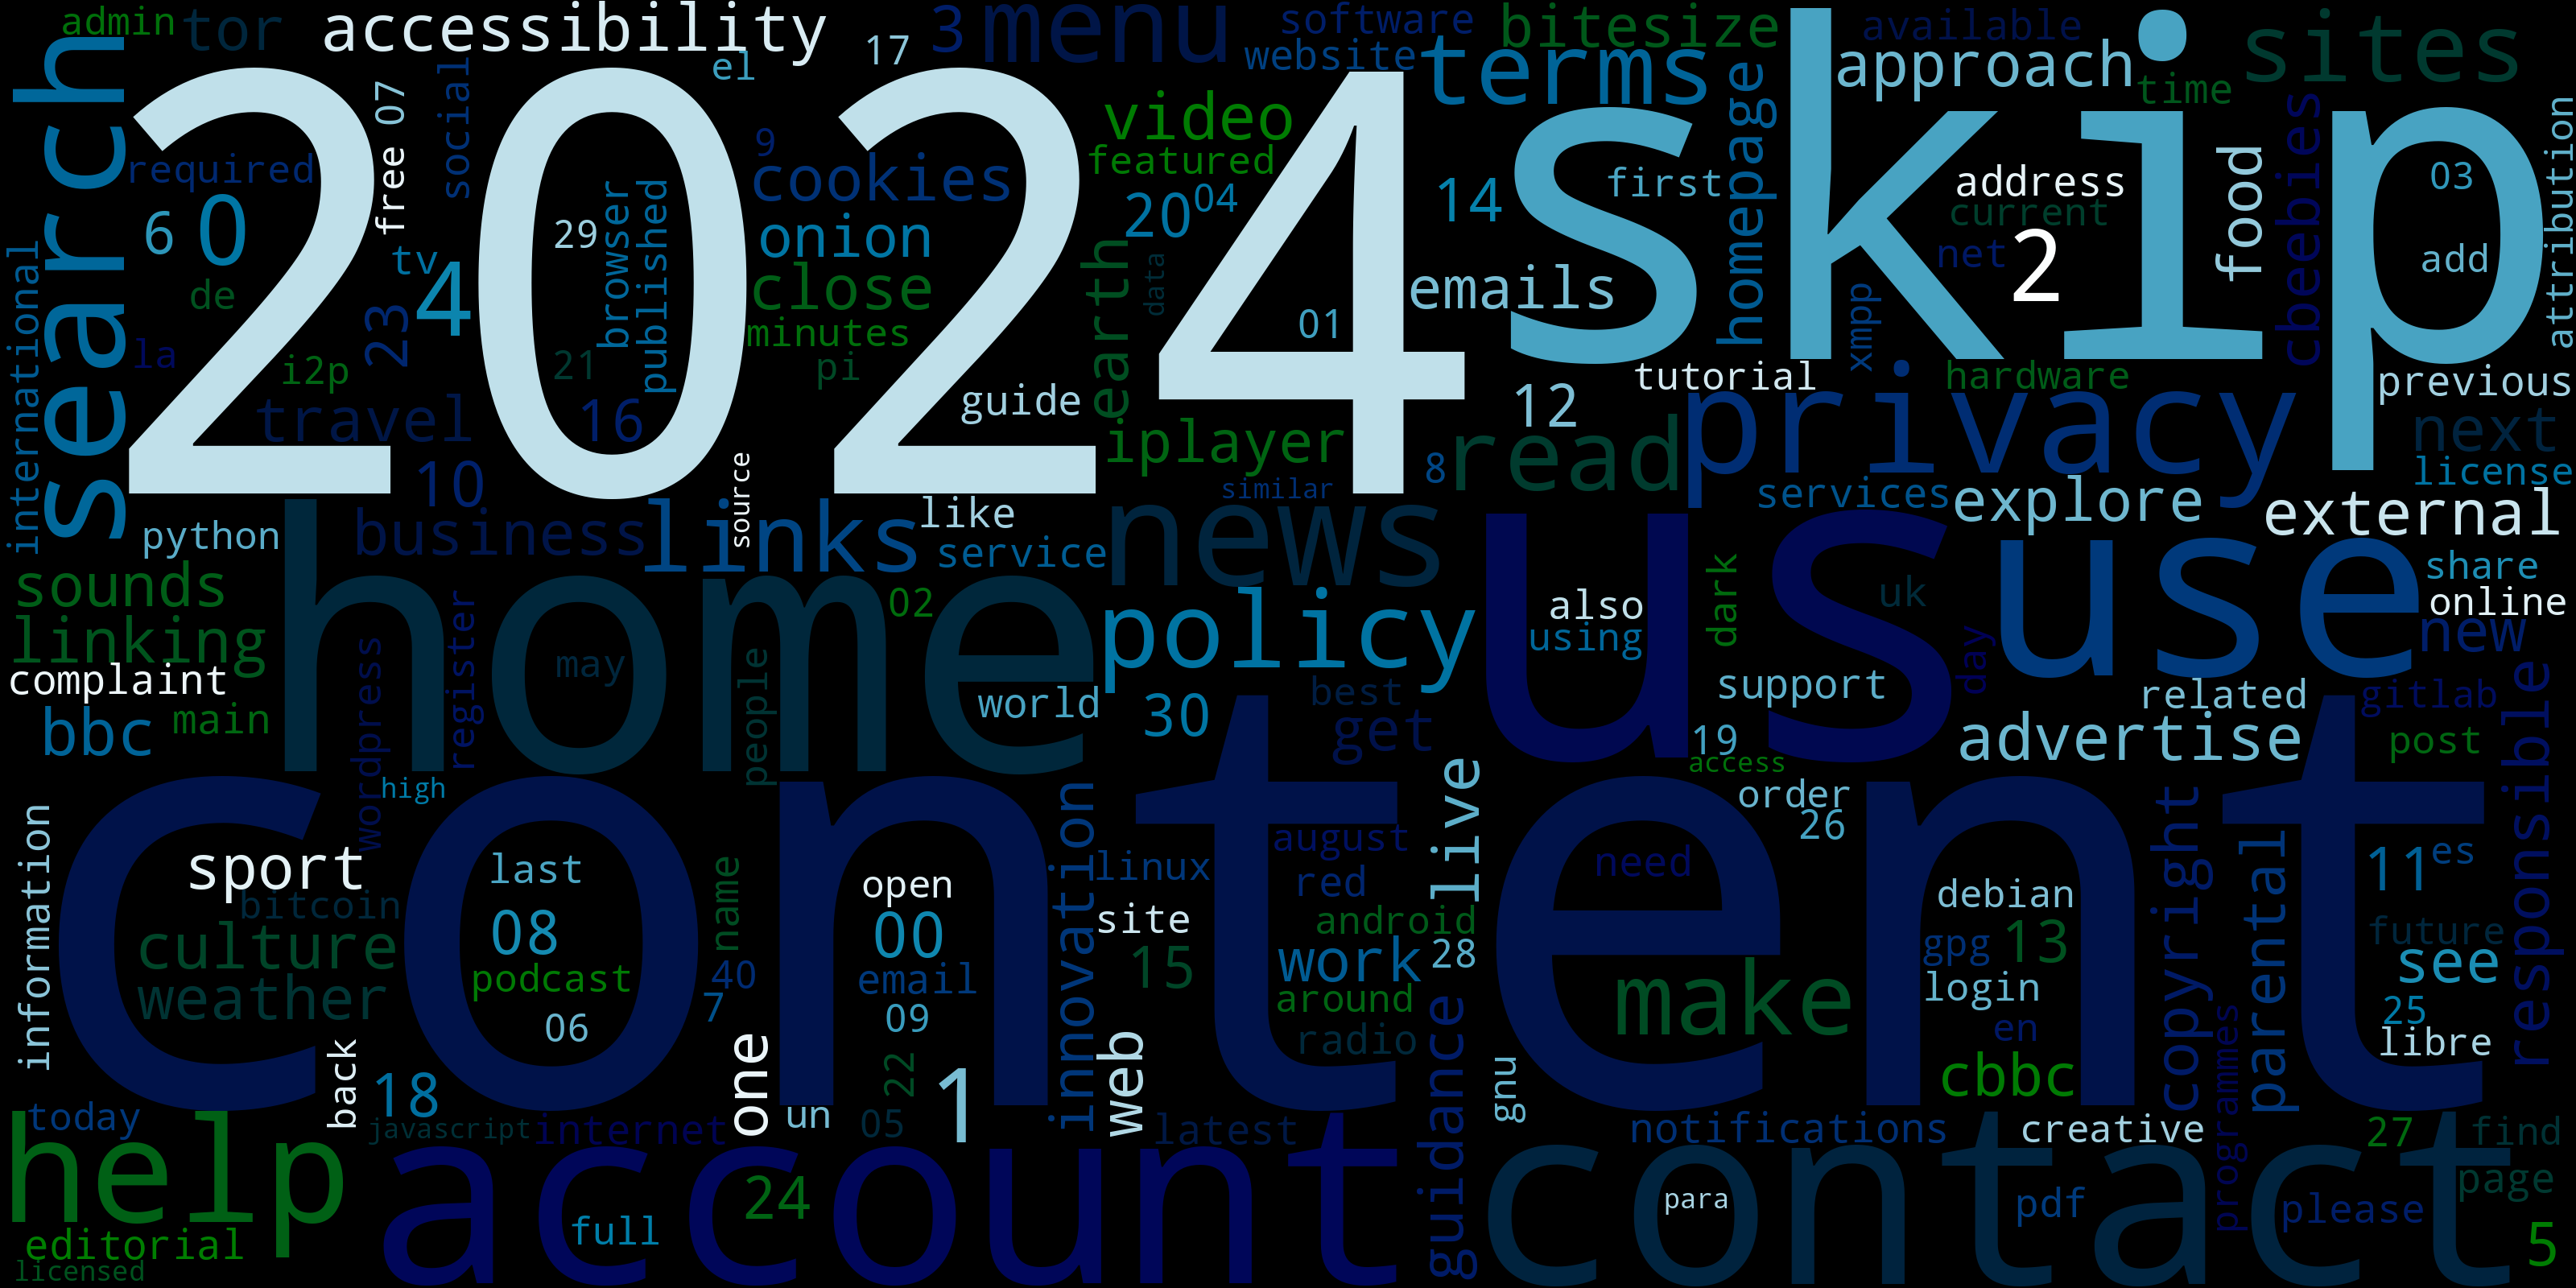 admin
tor
accessibility
17
3
menu
software
website
bitesize
terms
available
approach
time
sites
search
2024
skip
el
social
free
07
video
featured
9
cookies
required
6
0
20
04
14
first
homepage
address
current
net
2
food
cbeebies
03
add
attribution
international
29
browser
published
onion
close
minutes
pi
tv
4
de
la
i2p
23
21
16
travel
10
earth
data
01
emails
guide
iplayer
12
tutorial
xmpp
hardware
previous
next
license
read
privacy
8
similar
services
explore
external
python
business
links
source
like
service
news
us
use
share
online
new
sounds
linking
home
02
policy
also
using
dark
uk
day
complaint
bbc
main
wordpress
register
may
people
world
30
best
get
support
related
gitlab
post
19
access
advertise
responsible
high
content
information
sport
bitcoin
culture
weather
last
08
podcast
06
name
40
7
open
00
email
09
innovation
linux
site
15
august
red
android
work
around
radio
live
28
need
order
26
debian
gpg
13
login
en
make
cbbc
copyright
parental
11
es
future
see
25
libre
back
18
today
javascript
internet
one
un
22
05
1
web
latest
guidance
gnu
notifications
creative
programmes
27
find
page
help
account
contact
editorial
licensed
full
24
para
pdf
please
5